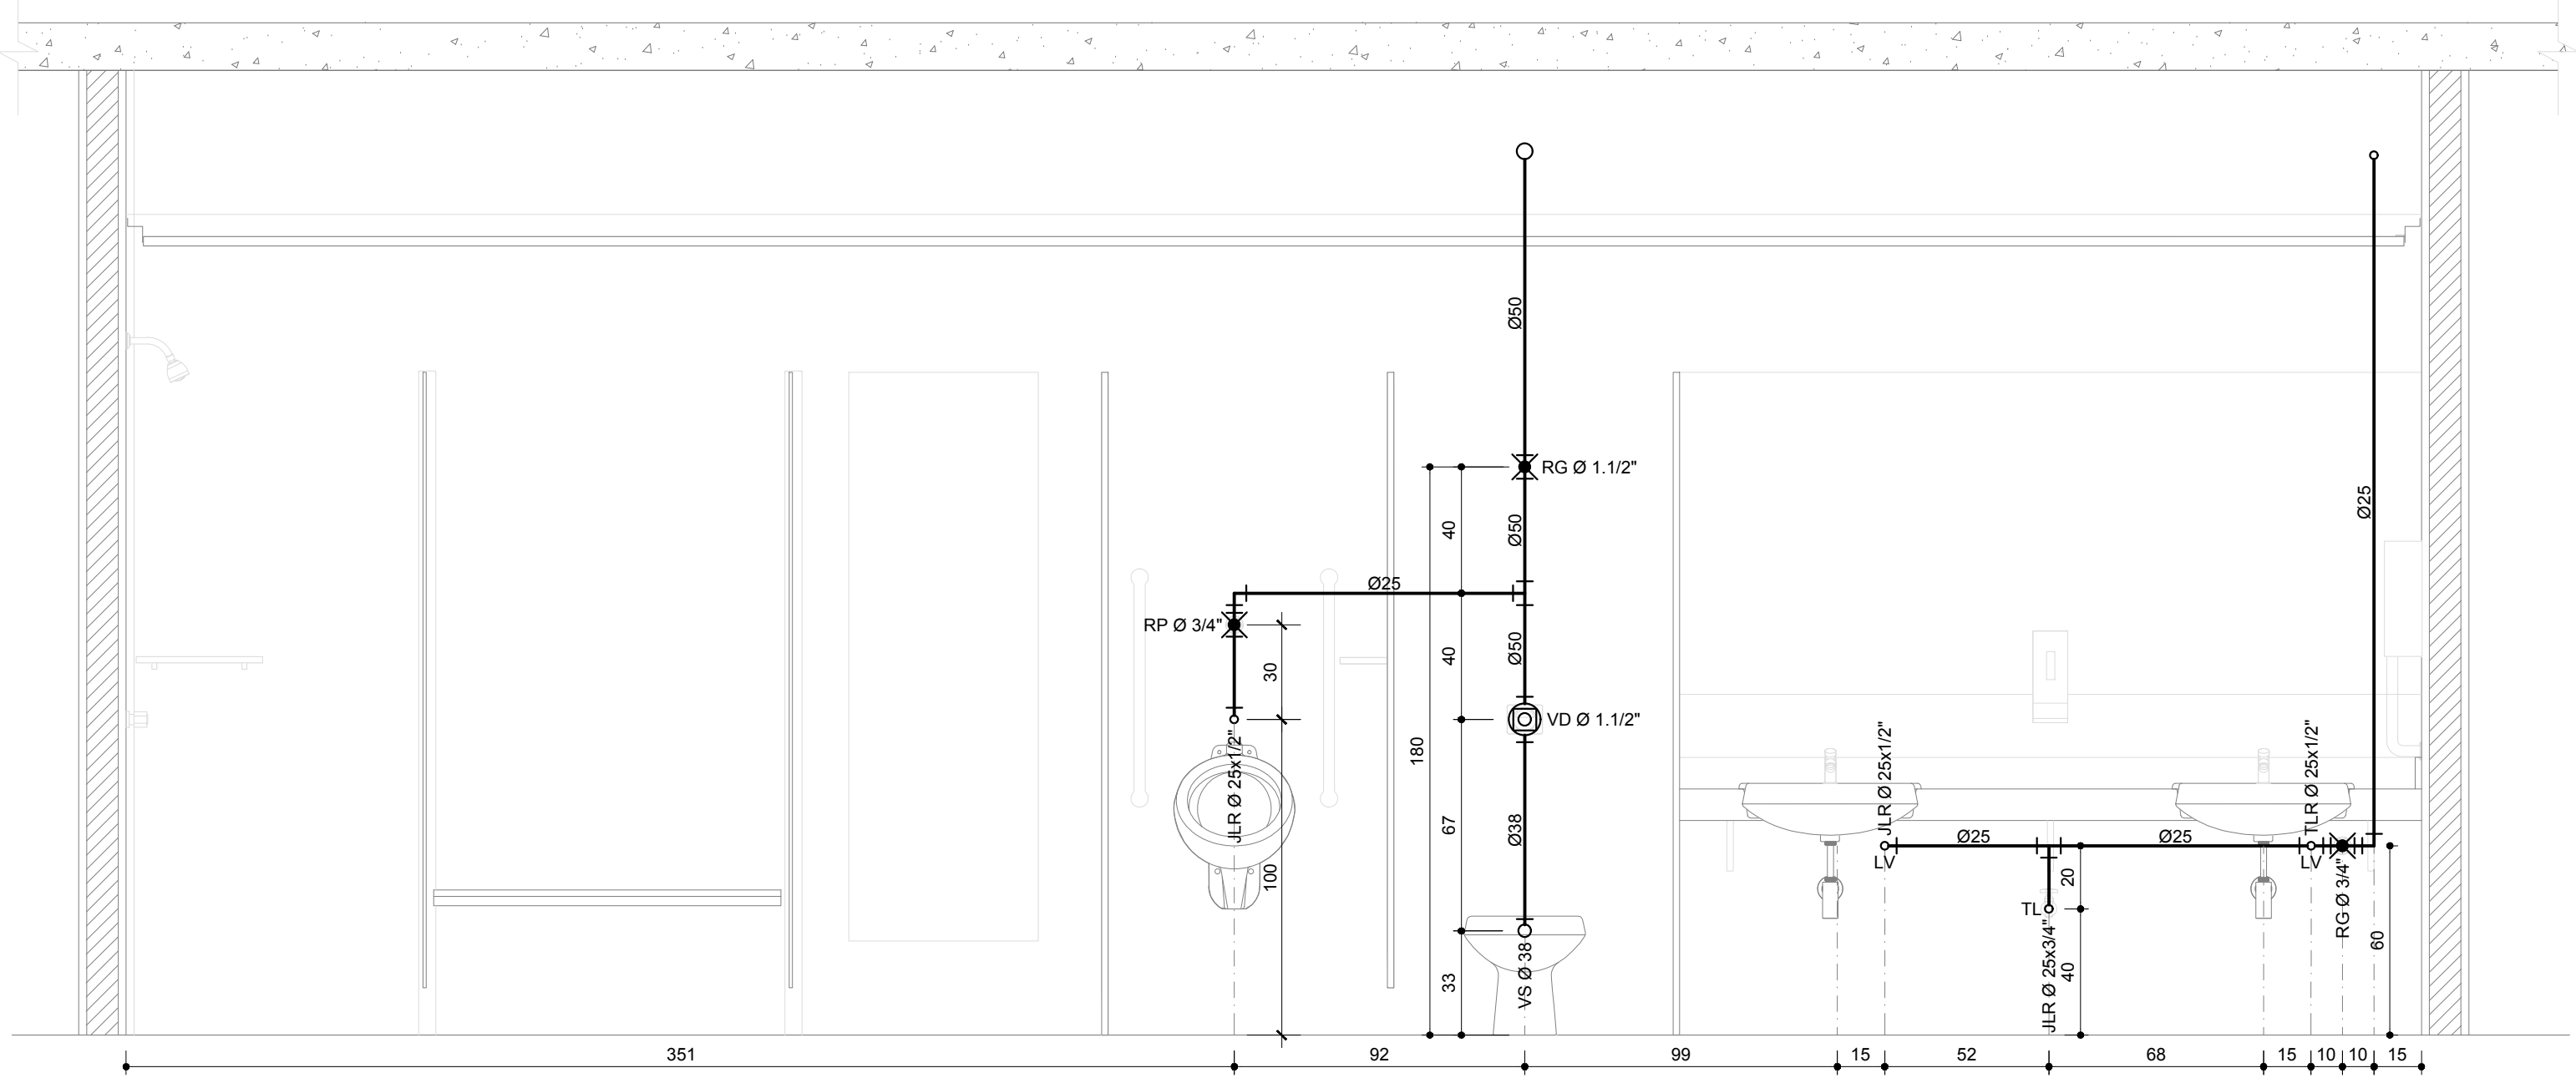 Ø50
RG Ø 1.1/2"
Ø25
40
Ø50
Ø25
RP Ø 3/4"
30
40
Ø50
VD Ø 1.1/2"
180
JLR Ø 25x1/2"
JLR Ø 25x1/2"
TLR Ø 25x1/2"
67
Ø38
Ø25
Ø25
LV
LV
100
20
RG Ø 3/4"
TL
60
33
VS Ø 38
JLR Ø 25x3/4"
40
351
92
99
15
52
68
15
10
10
15